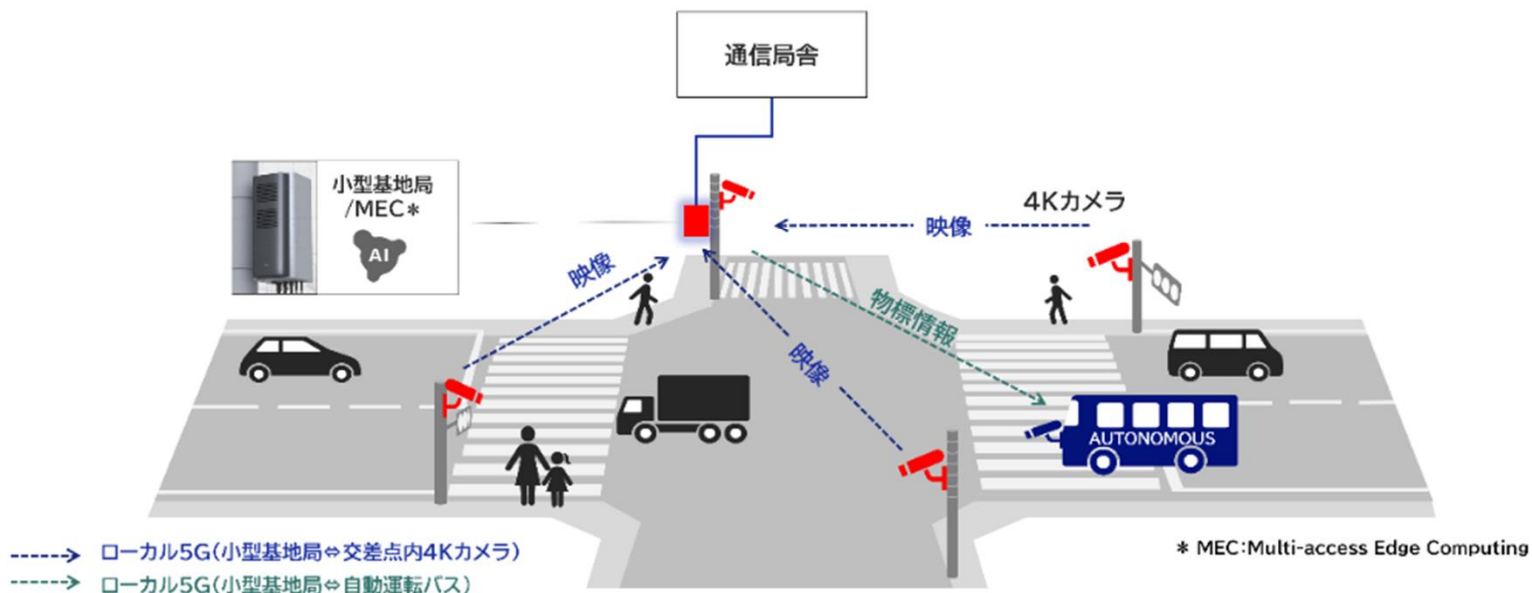 通信局舎
小型基地局
/MEC*
AI
4Kカメラ
映像
映像
物標情報
映像
AUTONOMOUS
ローカル5G(小型基地局⇔交差点内4Kカメラ)
ローカル5G(小型基地局⇔自動運転バス)
* MEC:Multi-access Edge Computing